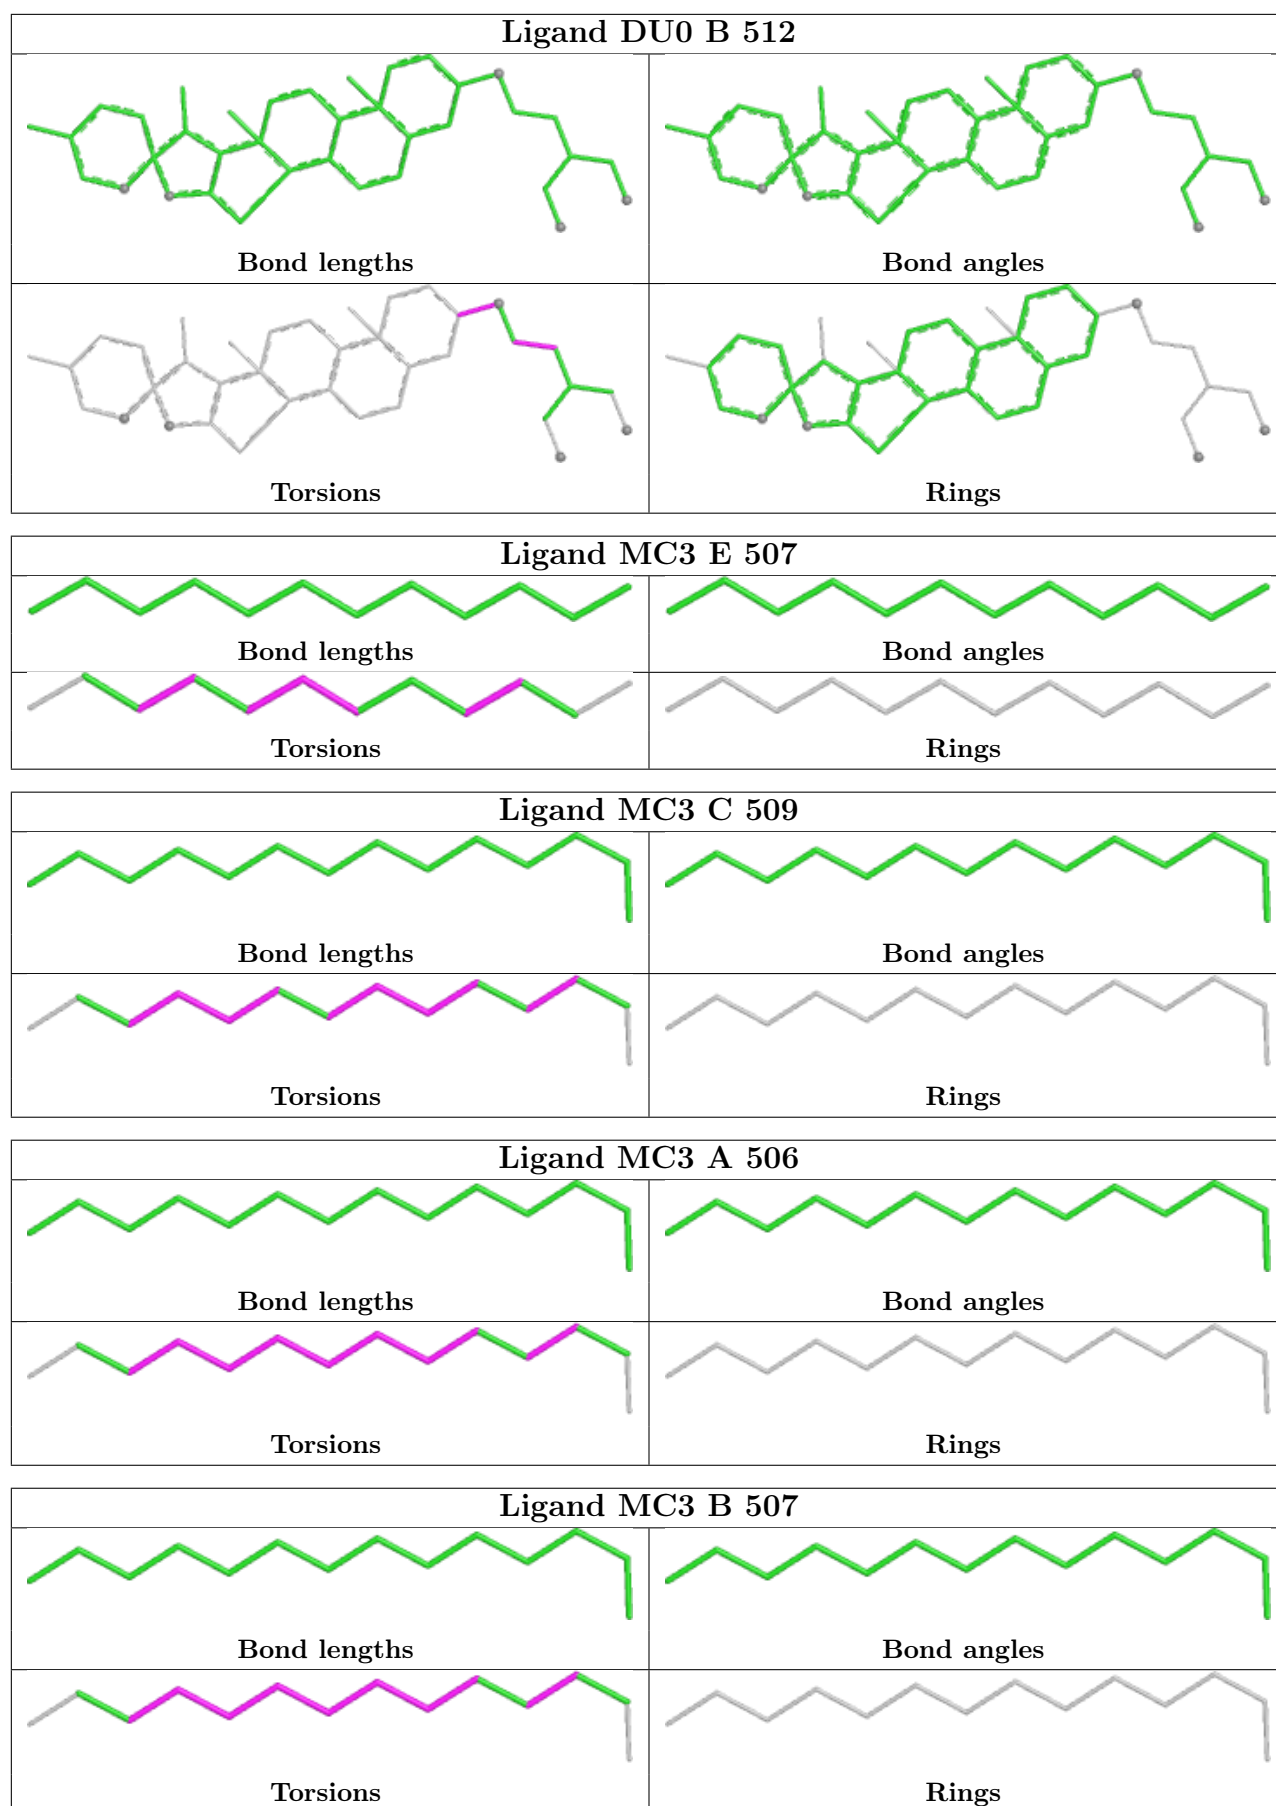 Ligand DU0 B 512
Bond lengths Bond angles
Torsions Rings
Ligand MC3 E 507
Bond lengths Bond angles
Torsions Rings
Ligand MC3 C 509
Bond lengths Bond angles
Torsions Rings
Ligand MC3 A 506
Bond lengths Bond angles
Torsions Rings
Ligand MC3 B 507
Bond lengths Bond angles
Torsions Rings